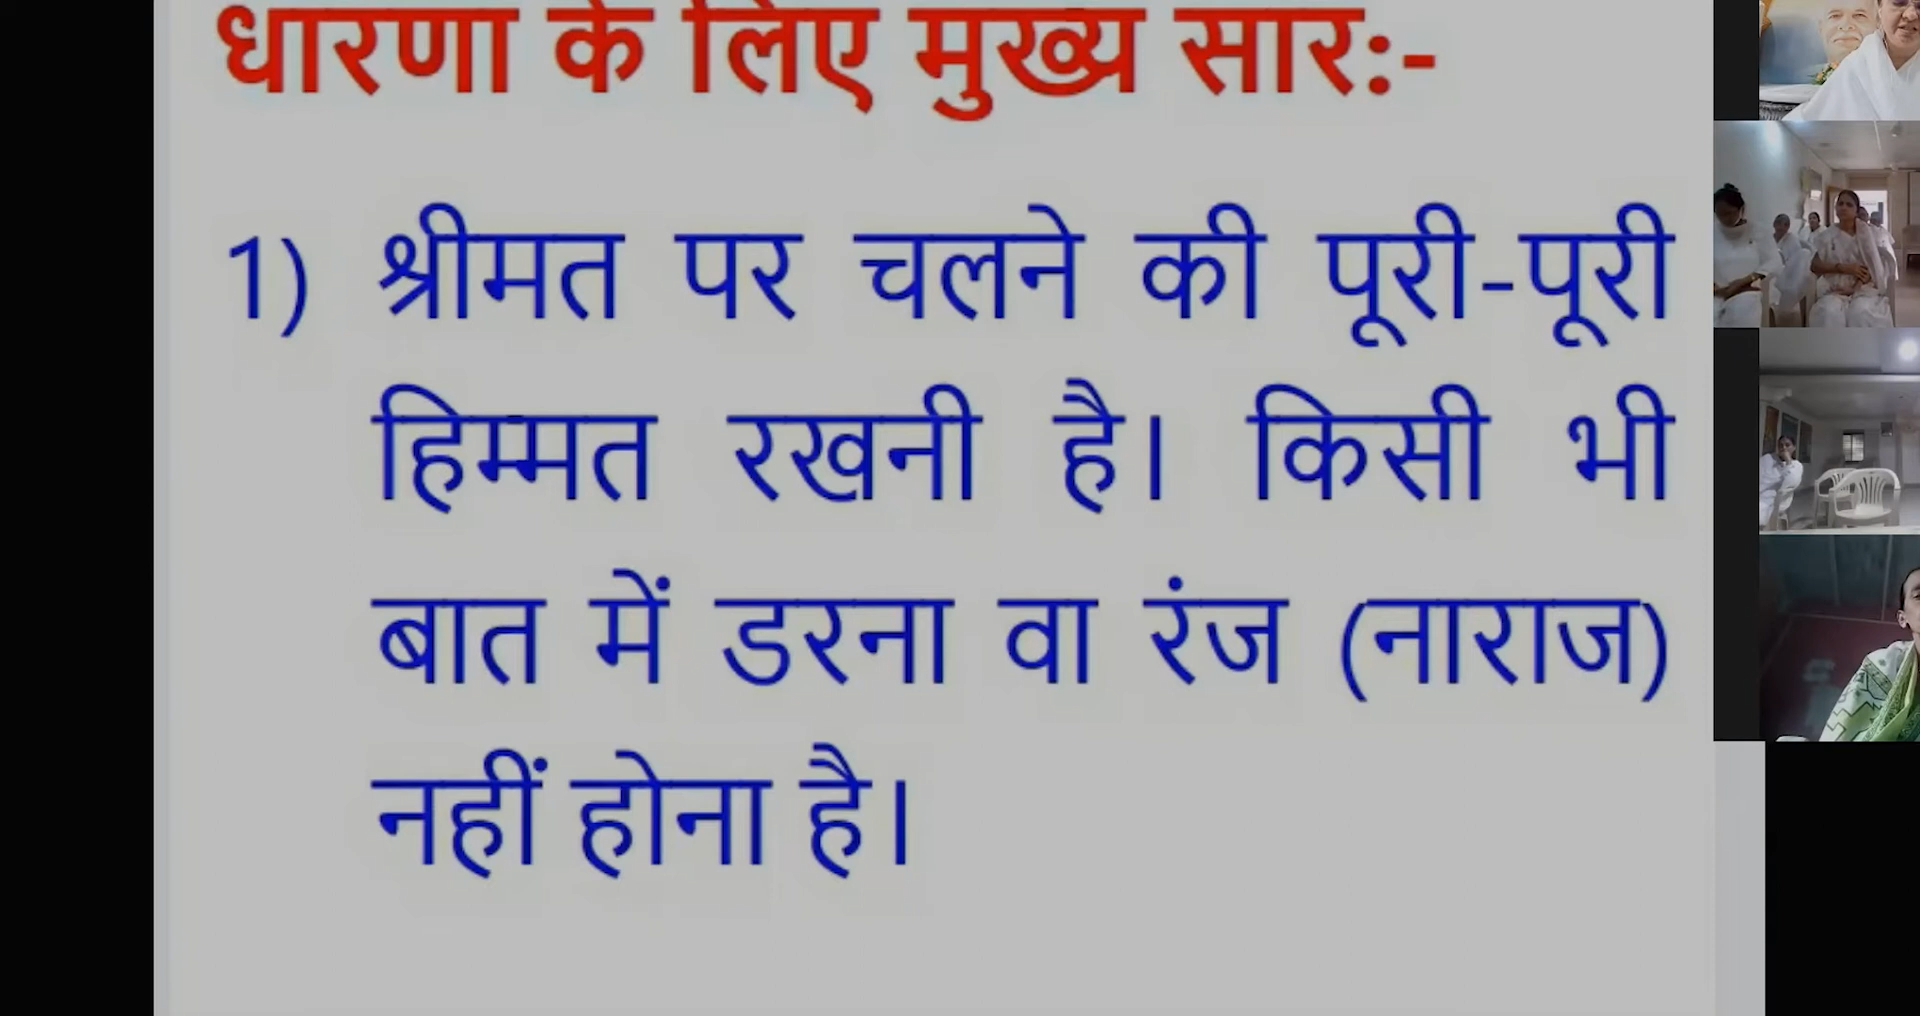 धारणा के लिए मुख्य सार:-
1) श्रीमत पर चलने की पूरी-पूरी
हिम्मत रखनी है। किसी भी
बात में डरना वा रंज (नाराज)
नहीं होना है।